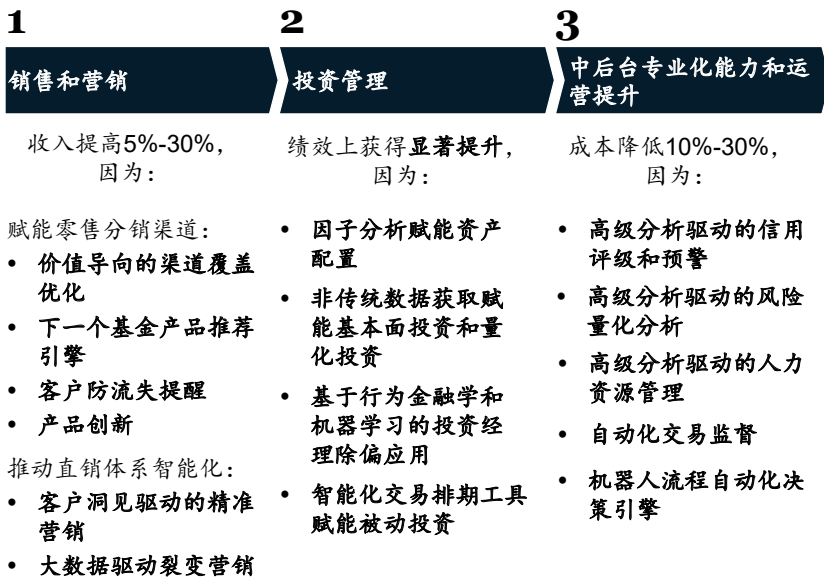 1
销售和营销
收入提高5%-30%,
因为:
赋能零售分销渠道:
• 价值导向的渠道覆盖
优化
• 下一个基金产品推荐
引擎
• 客户防流失提醒
• 产品创新
推动直销体系智能化:
• 客户洞见驱动的精准
营销
• 大数据驱动裂变营销
2
投资管理
绩效上获得显著提升,
因为:
• 因子分析赋能资产
配置
• 非传统数据获取赋
能基本面投资和量
化投资
• 基于行为金融学和
机器学习的投资经
理除偏应用
• 智能化交易排期工具
赋能被动投资
3
中后台专业化能力和运
营提升
成本降低10%-30%,
因为:
• 高级分析驱动的信用
评级和预警
• 高级分析驱动的风险
量化分析
• 高级分析驱动的人力
资源管理
• 自动化交易监督
• 机器人流程自动化决
策引擎